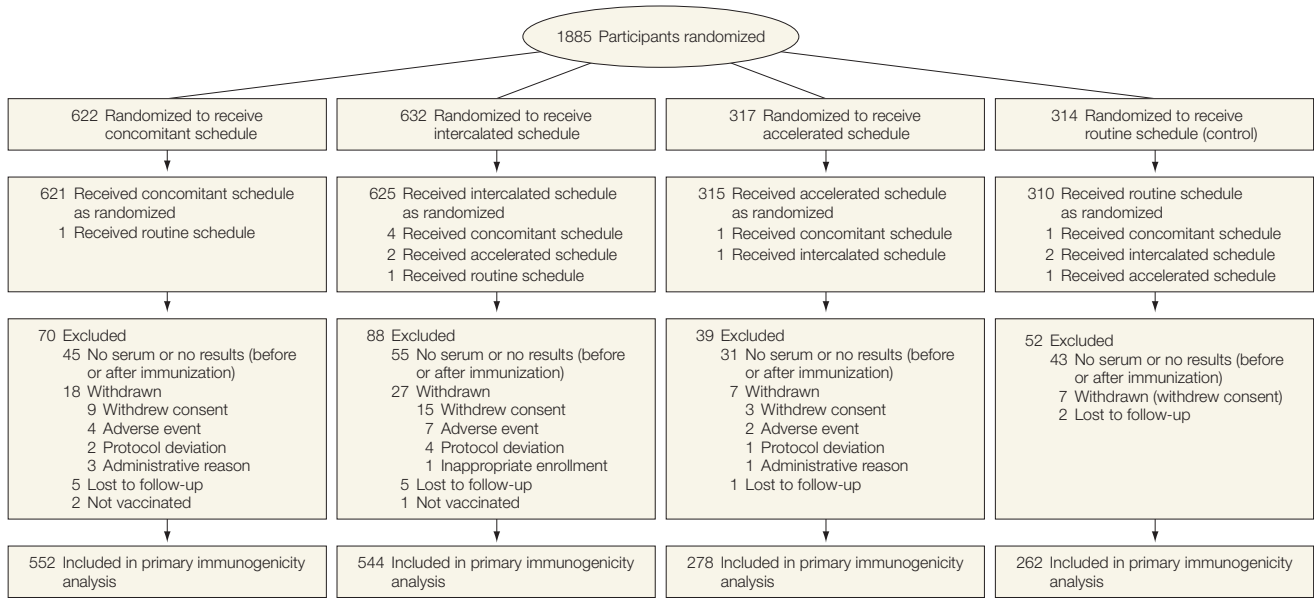 1885 Participants randomized
622 Randomized to receive
concomitant schedule
632 Randomized to receive
intercalated schedule
317 Randomized to receive
accelerated schedule
314 Randomized to receive
routine schedule (control)
621 Received concomitant schedule
as randomized
1 Received routine schedule
625 Received intercalated schedule
as randomized
4 Received concomitant schedule
2 Received accelerated schedule
1 Received routine schedule
315 Received accelerated schedule
as randomized
1 Received concomitant schedule
1 Received intercalated schedule
310 Received routine schedule
as randomized
1 Received concomitant schedule
2 Received intercalated schedule
1 Received accelerated schedule
70 Excluded
45 No serum or no results (before
or after immunization)
18 Withdrawn
9 Withdrew consent
4 Adverse event
2 Protocol deviation
3 Administrative reason
5 Lost to follow-up
2 Not vaccinated
88 Excluded
55 No serum or no results (before
or after immunization)
27 Withdrawn
15 Withdrew consent
7 Adverse event
4 Protocol deviation
1 Inappropriate enrollment
5 Lost to follow-up
1 Not vaccinated
39 Excluded
31 No serum or no results (before
or after immunization)
7 Withdrawn
3 Withdrew consent
2 Adverse event
1 Protocol deviation
1 Administrative reason
1 Lost to follow-up
52 Excluded
43 No serum or no results (before
or after immunization)
7 Withdrawn (withdrew consent)
2 Lost to follow-up
552 Included in primary immunogenicity
analysis
544 Included in primary immunogenicity
analysis
278 Included in primary immunogenicity
analysis
262 Included in primary immunogenicity
analysis